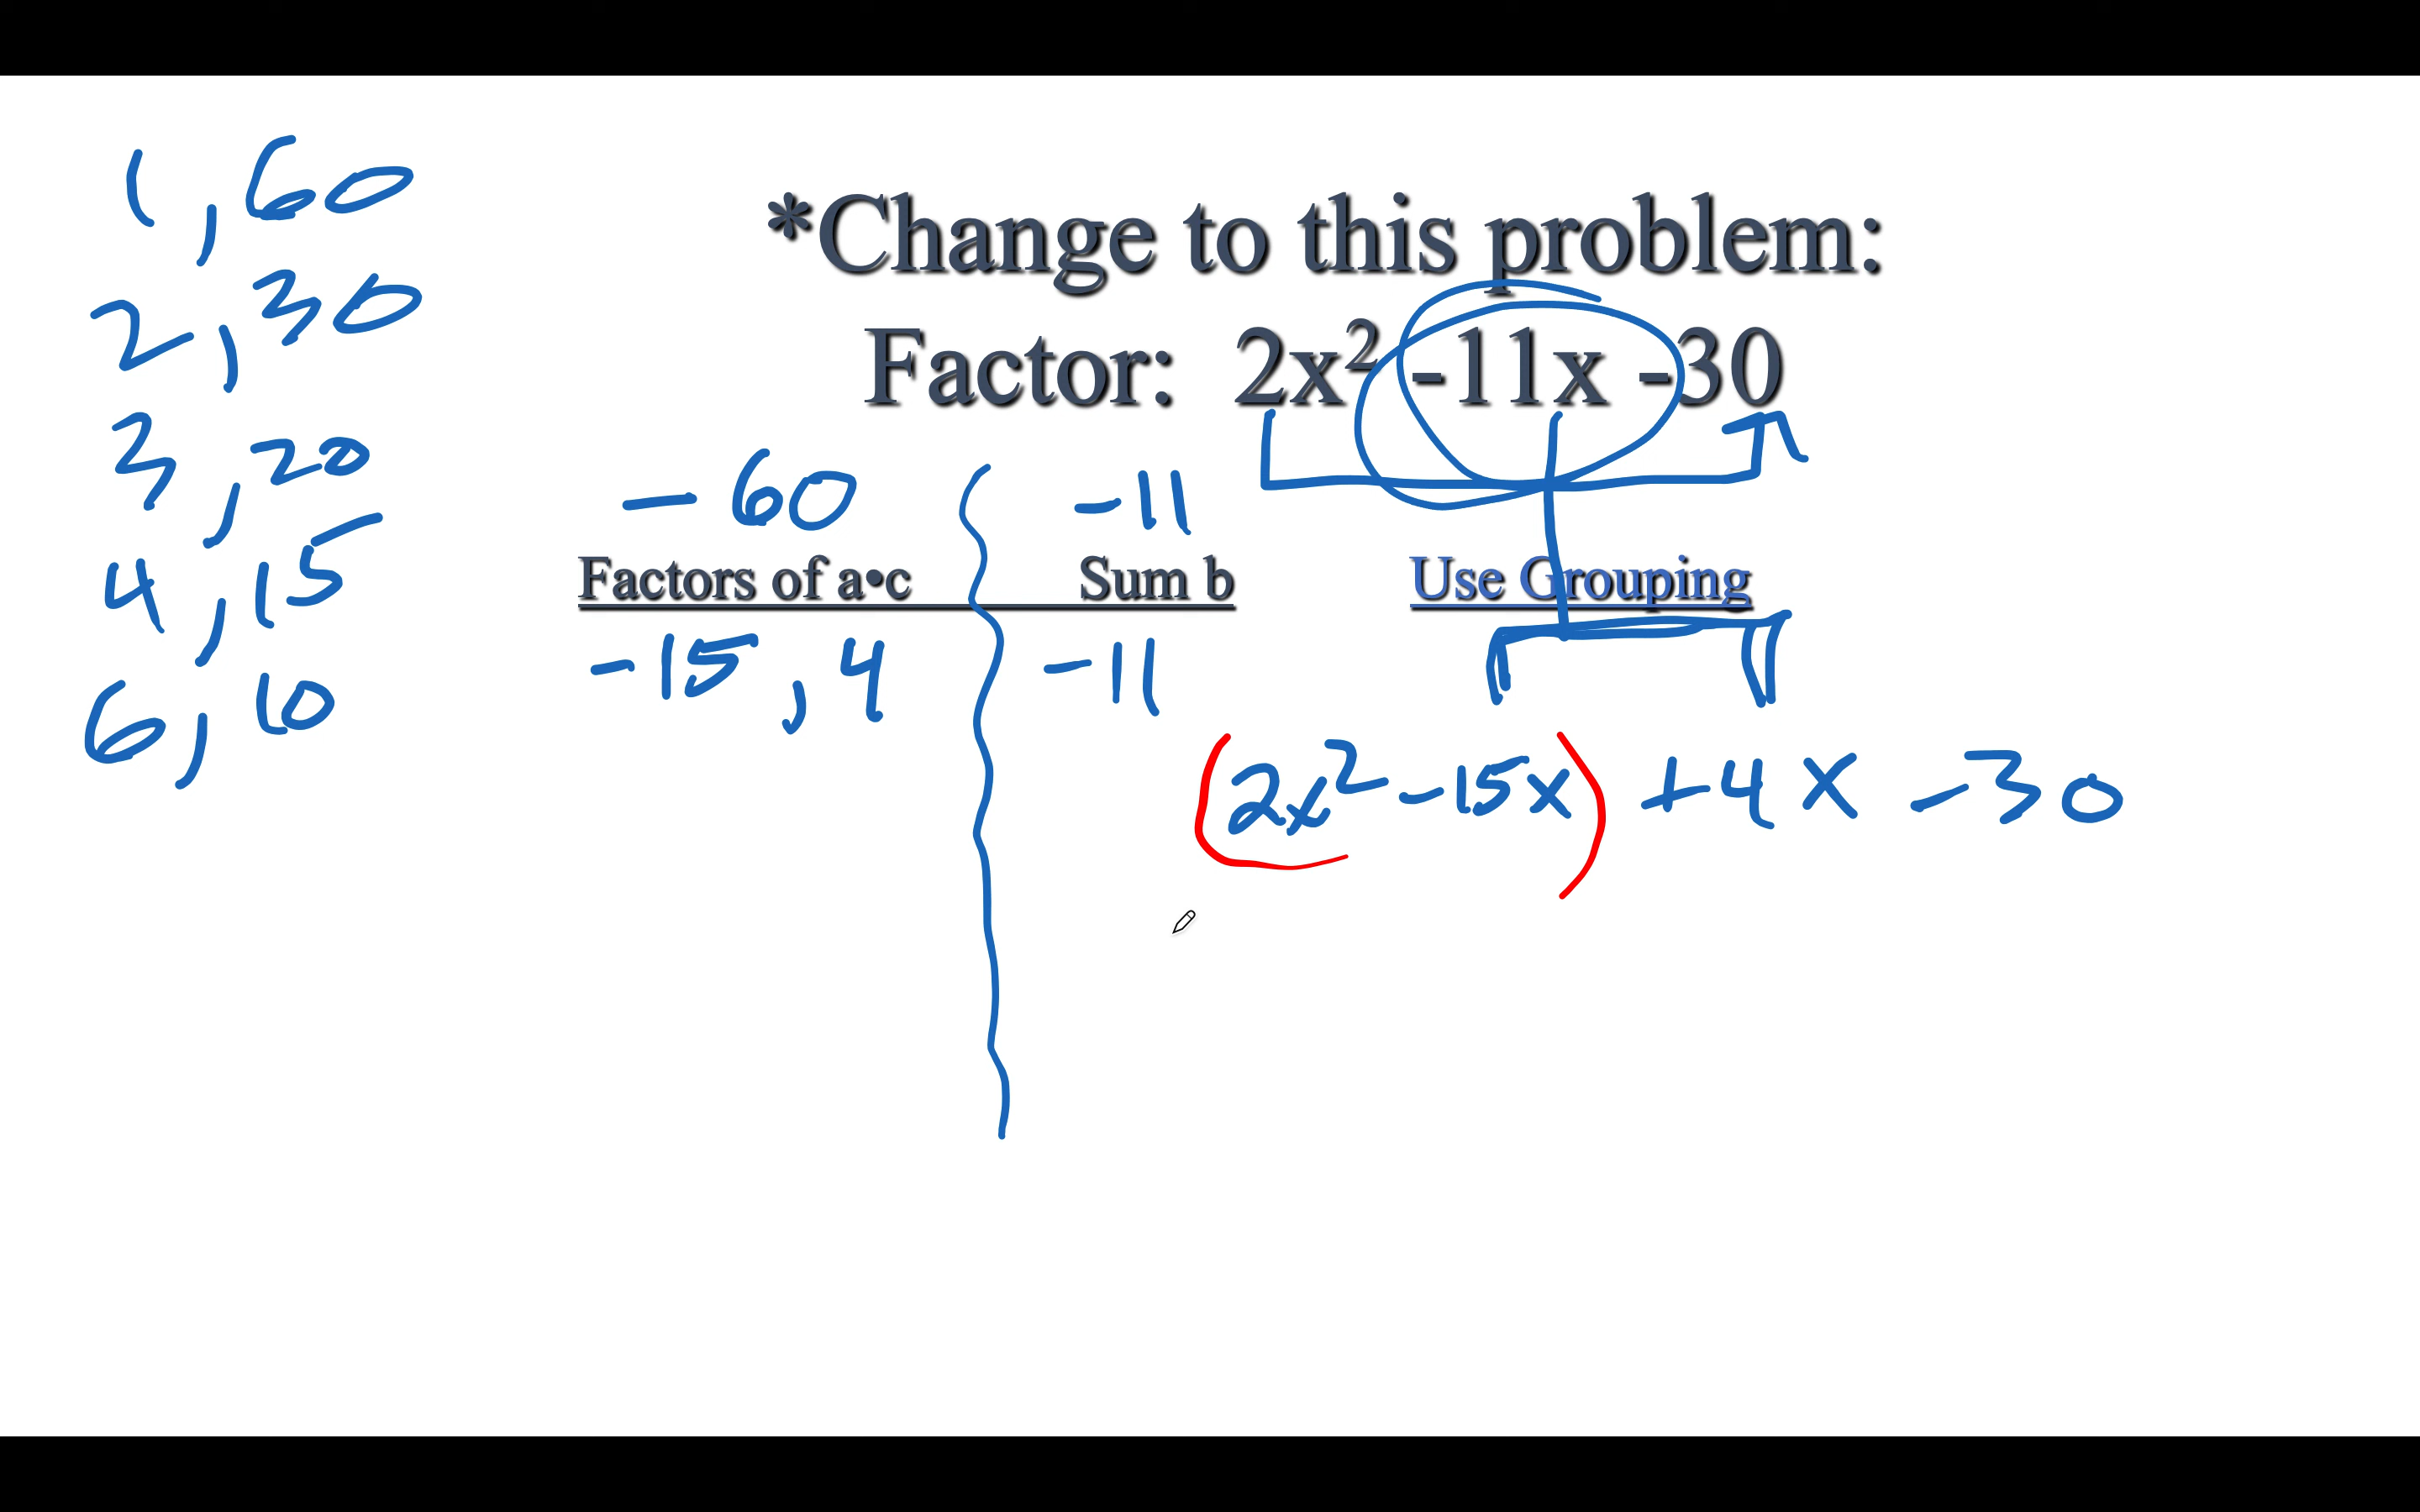 1, 60
2, 30
3, 20
4, 15
6, 10
*Change to this problem:
Factor: 2x² -11x -30
-60 -11
Factors of a•c Sum b Use Grouping
-15, 4 -11
(2x² - 15x) + 4x - 30